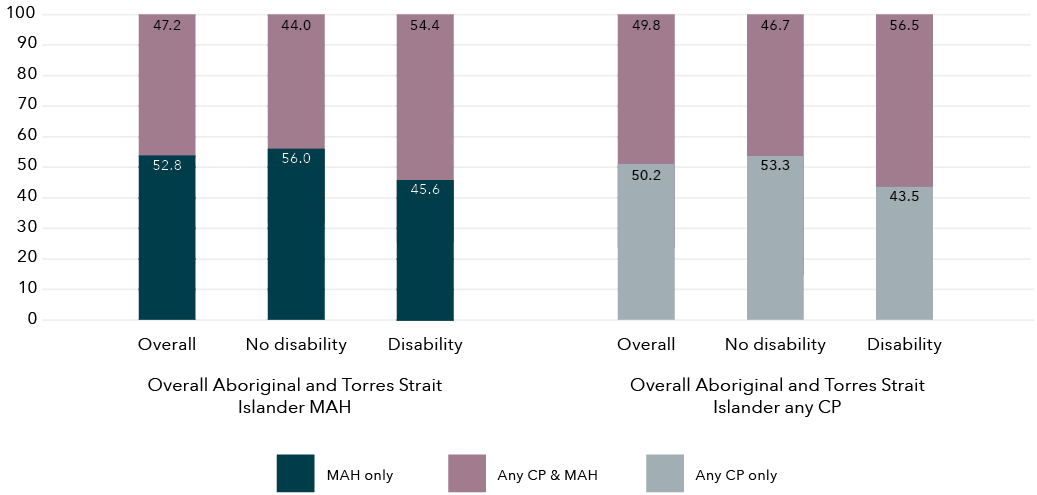 100
90
80
70
60
50
40
30
20
10
0
47.2
44.0
54.4
49.8
46.7
56.5
52.8
56.0
45.6
50.2
53.3
43.5
Overall
No disability
Disability
Overall
No disability
Disability
Overall Aboriginal and Torres Strait
Islander MAH
Overall Aboriginal and Torres Strait
Islander any CP
MAH only
Any CP & MAH
Any CP only